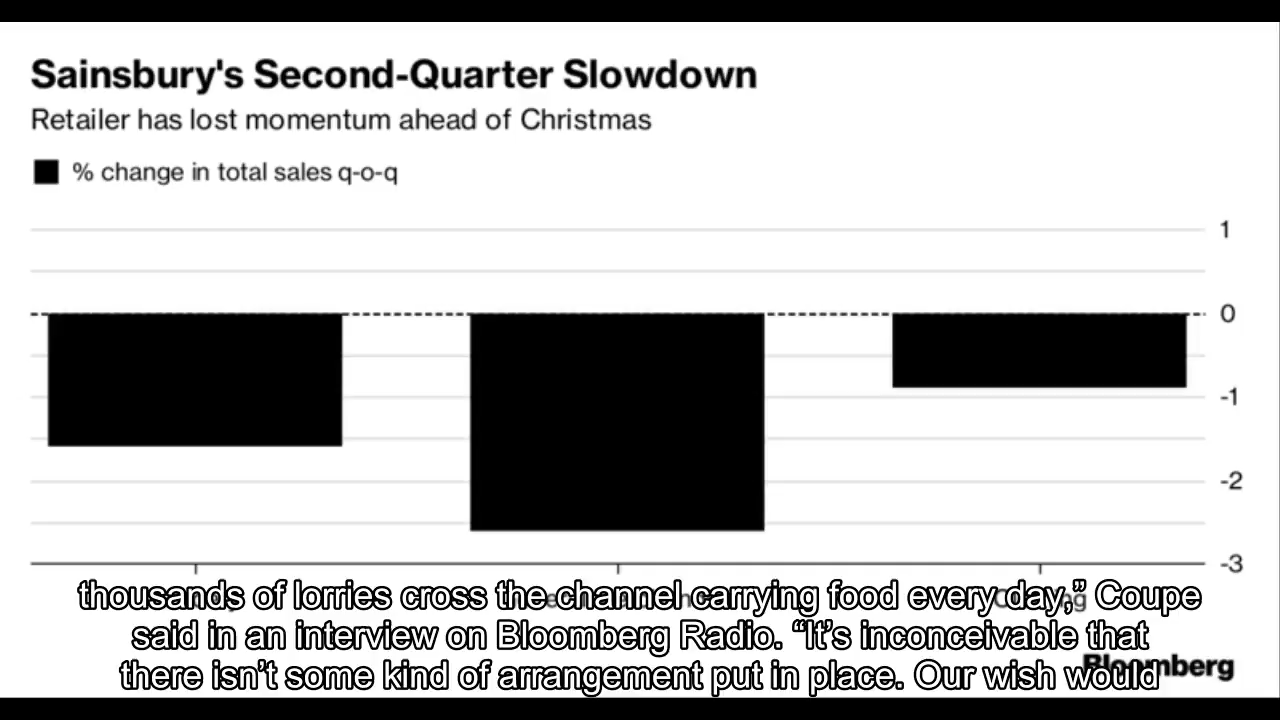 Sainsbury's Second-Quarter Slowdown
Retailer has lost momentum ahead of Christmas
% change in total sales q-o-q
1
0
-1
-2
-3
thousands of lorries cross the channel carrying food every day,” Coupe
said in an interview on Bloomberg Radio. “It’s inconceivable that
there isn’t some kind of arrangement put in place. Our wish would
Bloomberg